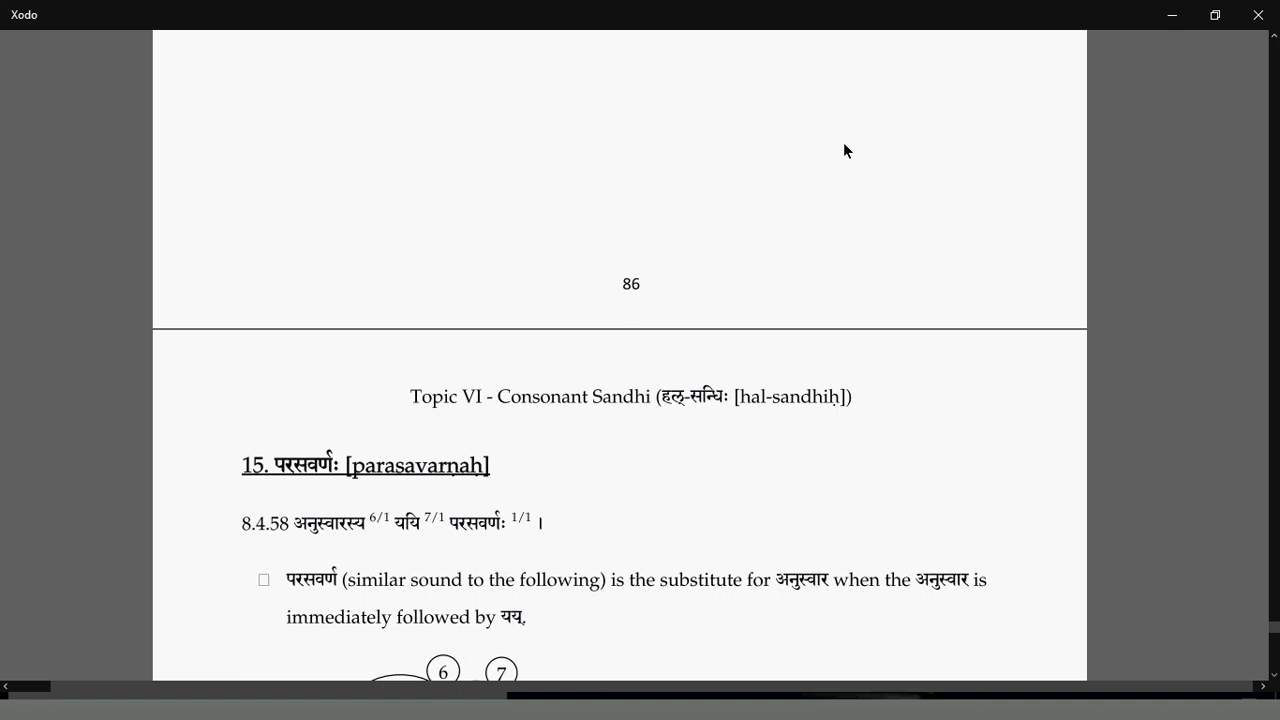 Xodo
86
Topic VI - Consonant Sandhi (हल्-सन्धिः [hal-sandhiḥ])
15. परसवर्णः [parasavarṇaḥ]
8.4.58 अनुस्वारस्य 6/1 ययि 7/1 परसवर्णः 1/1 ।
परसवर्ण (similar sound to the following) is the substitute for अनुस्वार when the अनुस्वार is
immediately followed by यय्.
6 7